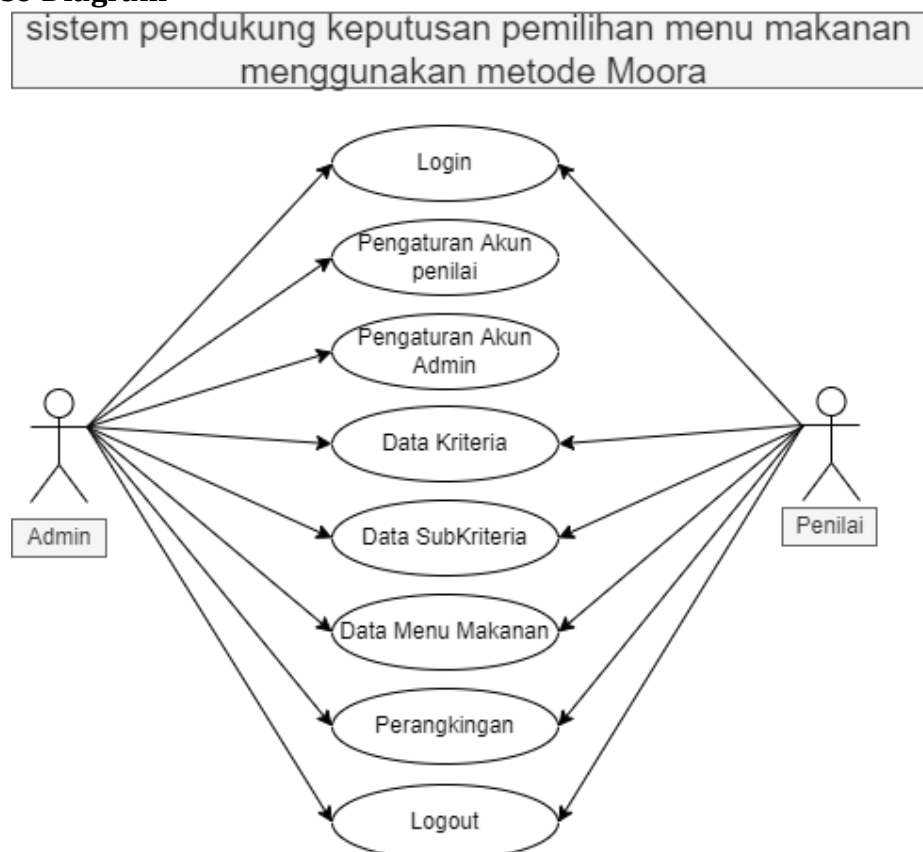 sistem pendukung keputusan pemilihan menu makanan
menggunakan metode Moora
Login
Pengaturan Akun
penilai
Pengaturan Akun
Admin
Data Kriteria
Data SubKriteria
Admin
Penilai
Data Menu Makanan
Perangkingan
Logout